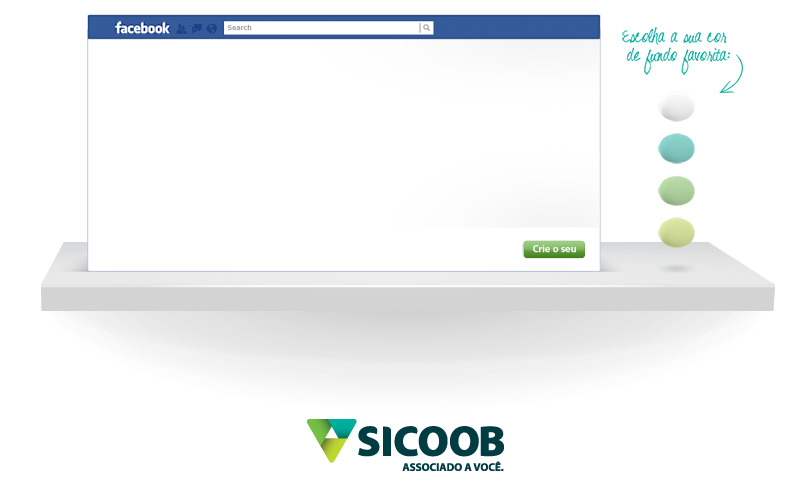 facebook
Search
Escolha a sua cor
de fundo favorita:
Crie o seu
SICOOB
ASSOCIADO A VOCÊ.